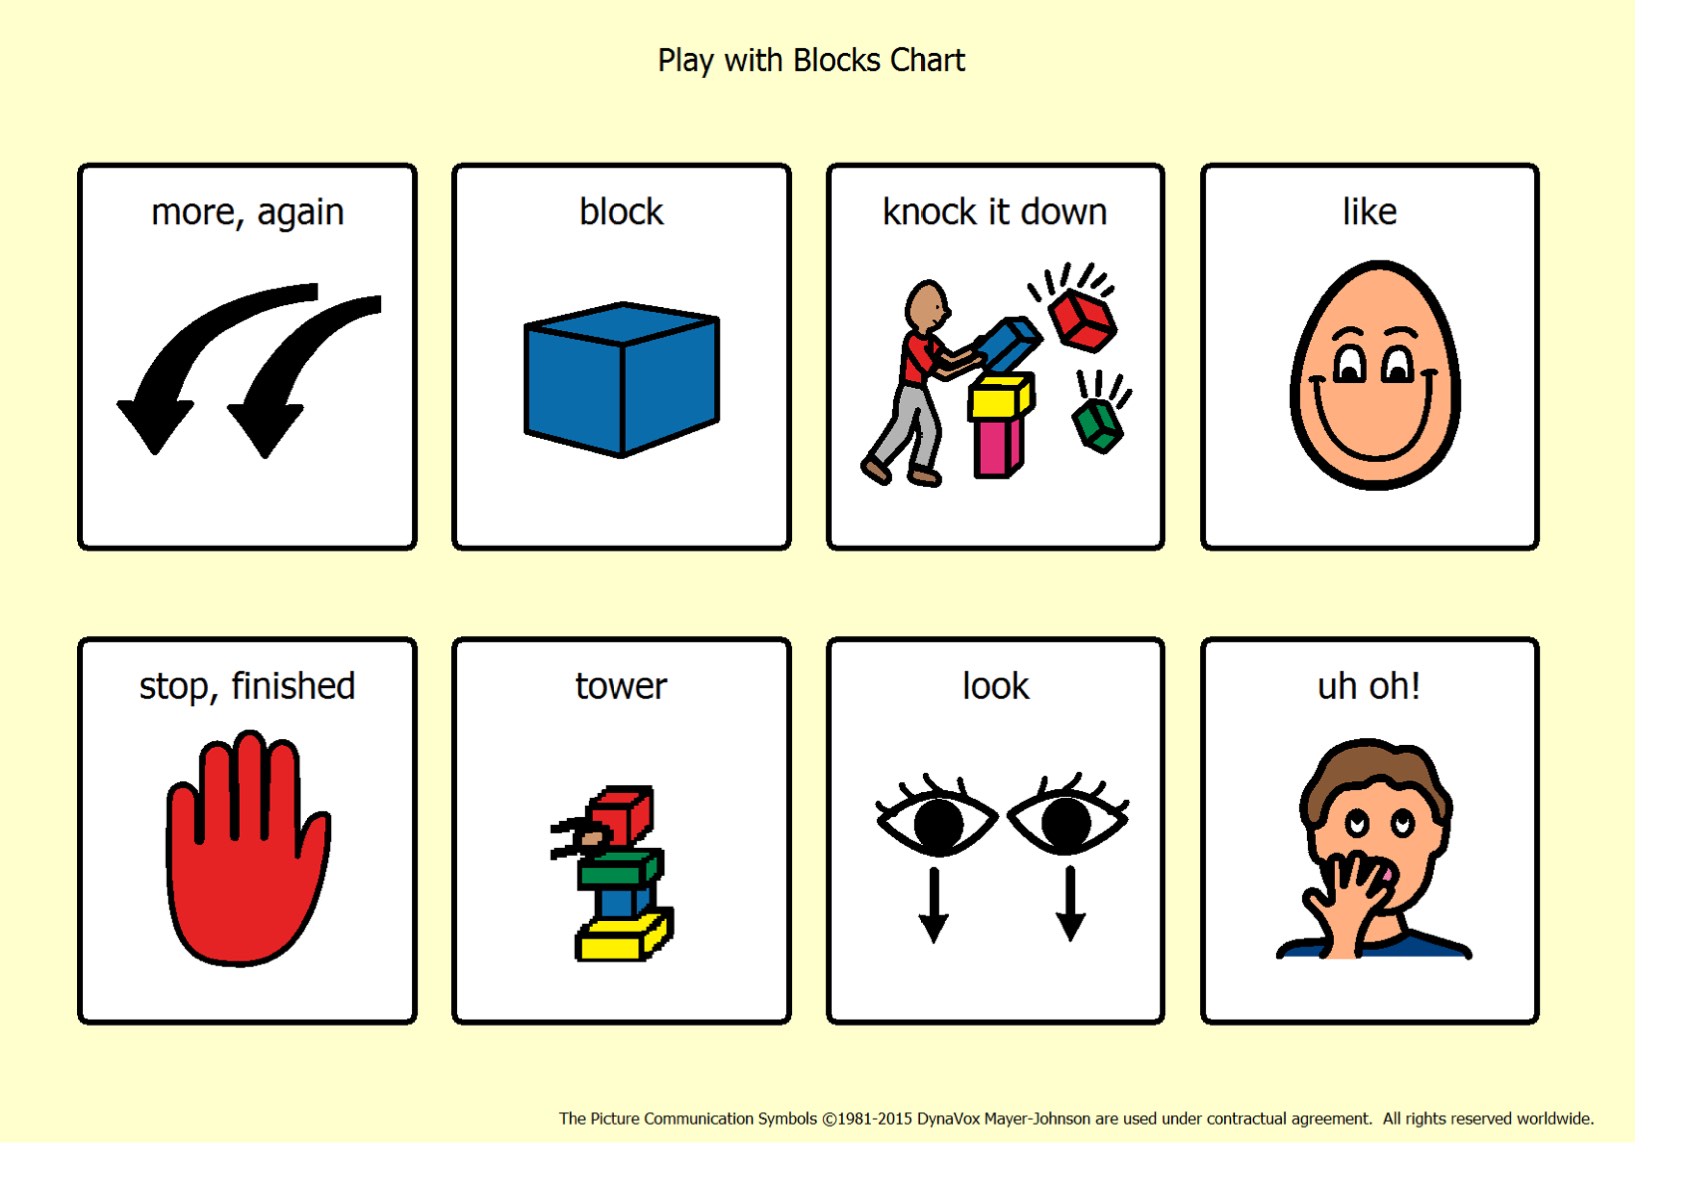 Play with Blocks Chart
more, again
block
knock it down
like
stop, finished
tower
look
uh oh!
The Picture Communication Symbols ©1981-2015 DynaVox Mayer-Johnson are used under contractual agreement.  All rights reserved worldwide.